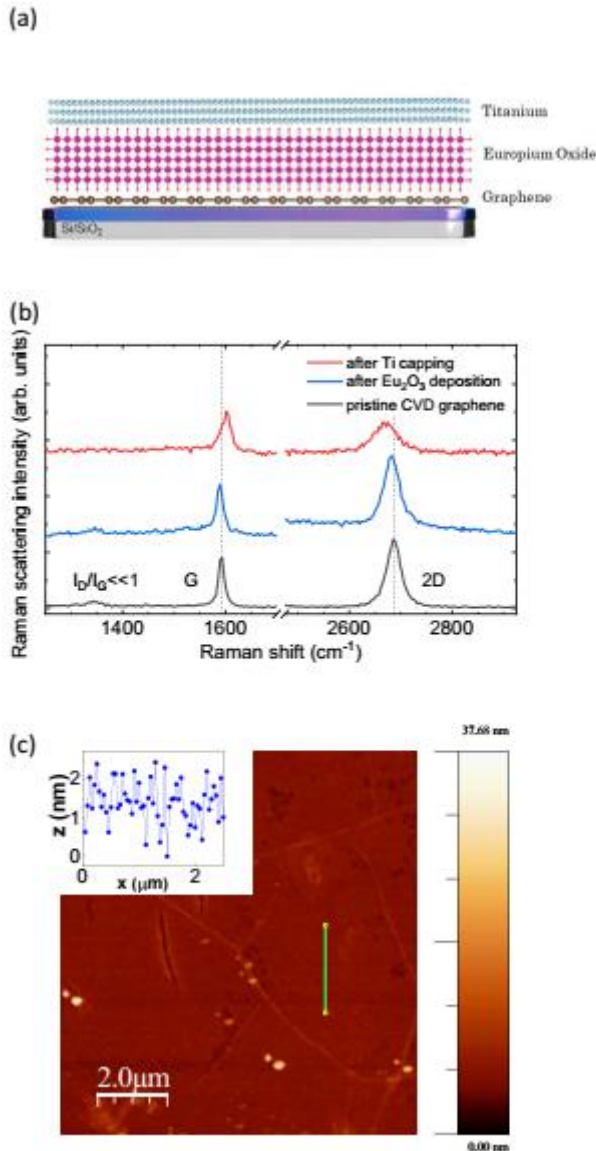 (a)
Titanium
Europium Oxide
Graphene
Si/SiO₂
(b)
Raman scattering intensity (arb. units)
after Ti capping
after Eu₂O₃ deposition
pristine CVD graphene
I_D/I_G<<1
G
2D
1400
1600
2600
2800
Raman shift (cm⁻¹)
(c)
37.68 nm
z (nm)
2
1
0
0
2
x (μm)
2.0μm
0.00 nm